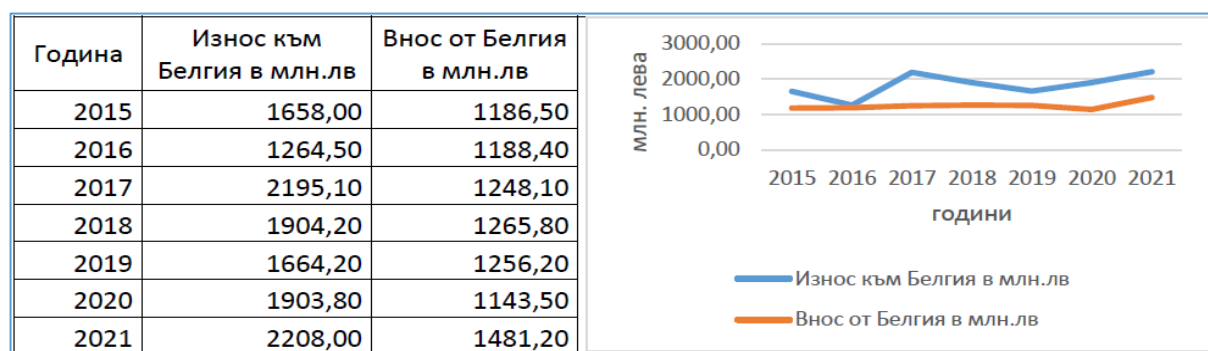 Година Износ към Белгия в млн.лв Внос от Белгия в млн.лв
2015 1658,00 1186,50
2016 1264,50 1188,40
2017 2195,10 1248,10
2018 1904,20 1265,80
2019 1664,20 1256,20
2020 1903,80 1143,50
2021 2208,00 1481,20
млн. лева
3000,00
2000,00
1000,00
0,00
2015 2016 2017 2018 2019 2020 2021
години
Износ към Белгия в млн.лв
Внос от Белгия в млн.лв